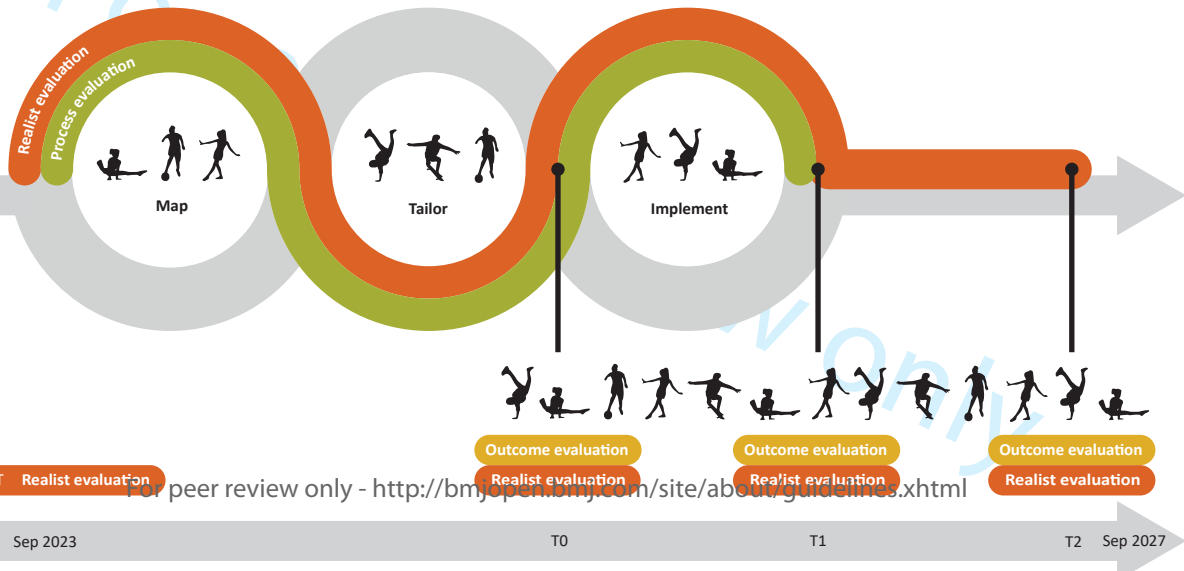 Realist evaluation
Process evaluation
Map
Tailor
Implement
w only
Outcome evaluation
Outcome evaluation
Outcome evaluation
T Realist evaluation
Realist evaluation
Realist evaluation
Realist evaluation
For peer review only - http://bmjopen.bmj.com/site/about/guidelines.xhtml
Sep 2023
T0
T1
T2
Sep 2027